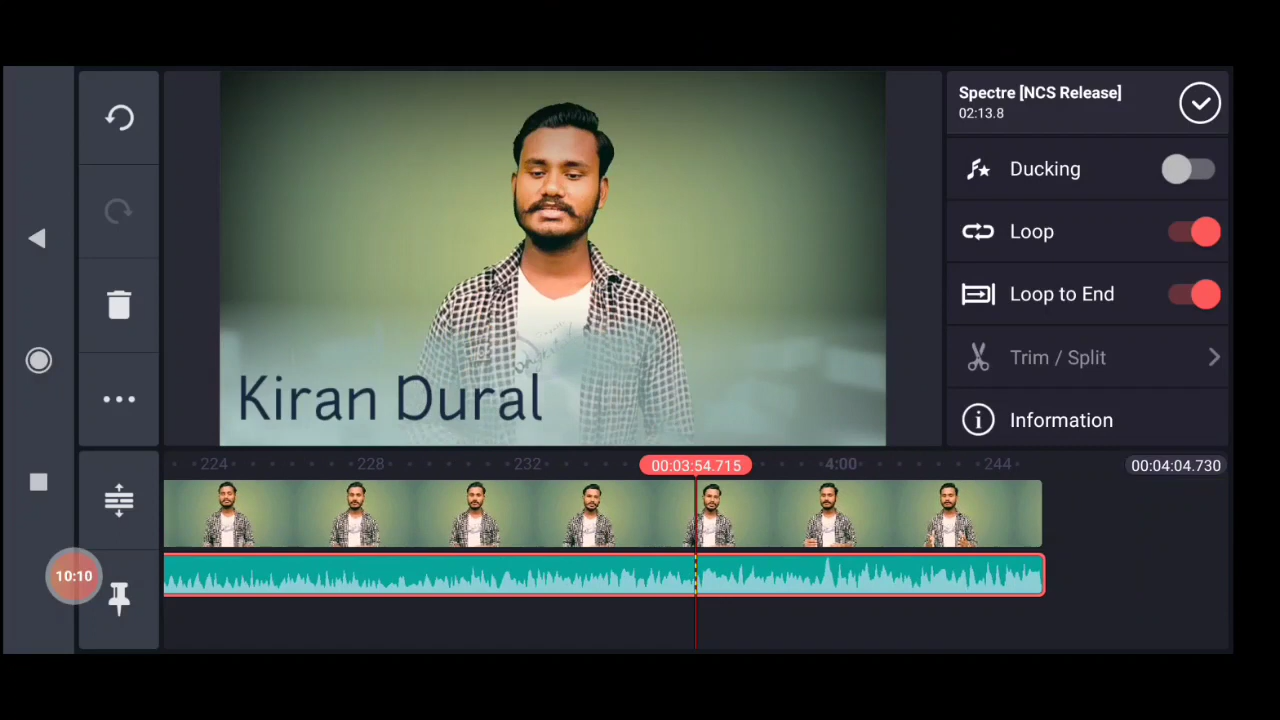 Spectre [NCS Release]
02:13.8
Ducking
Loop
Loop to End
Trim / Split
Information
Kiran Dural
224
228
232
00:03:54.715
4:00
244
00:04:04.730
10:10